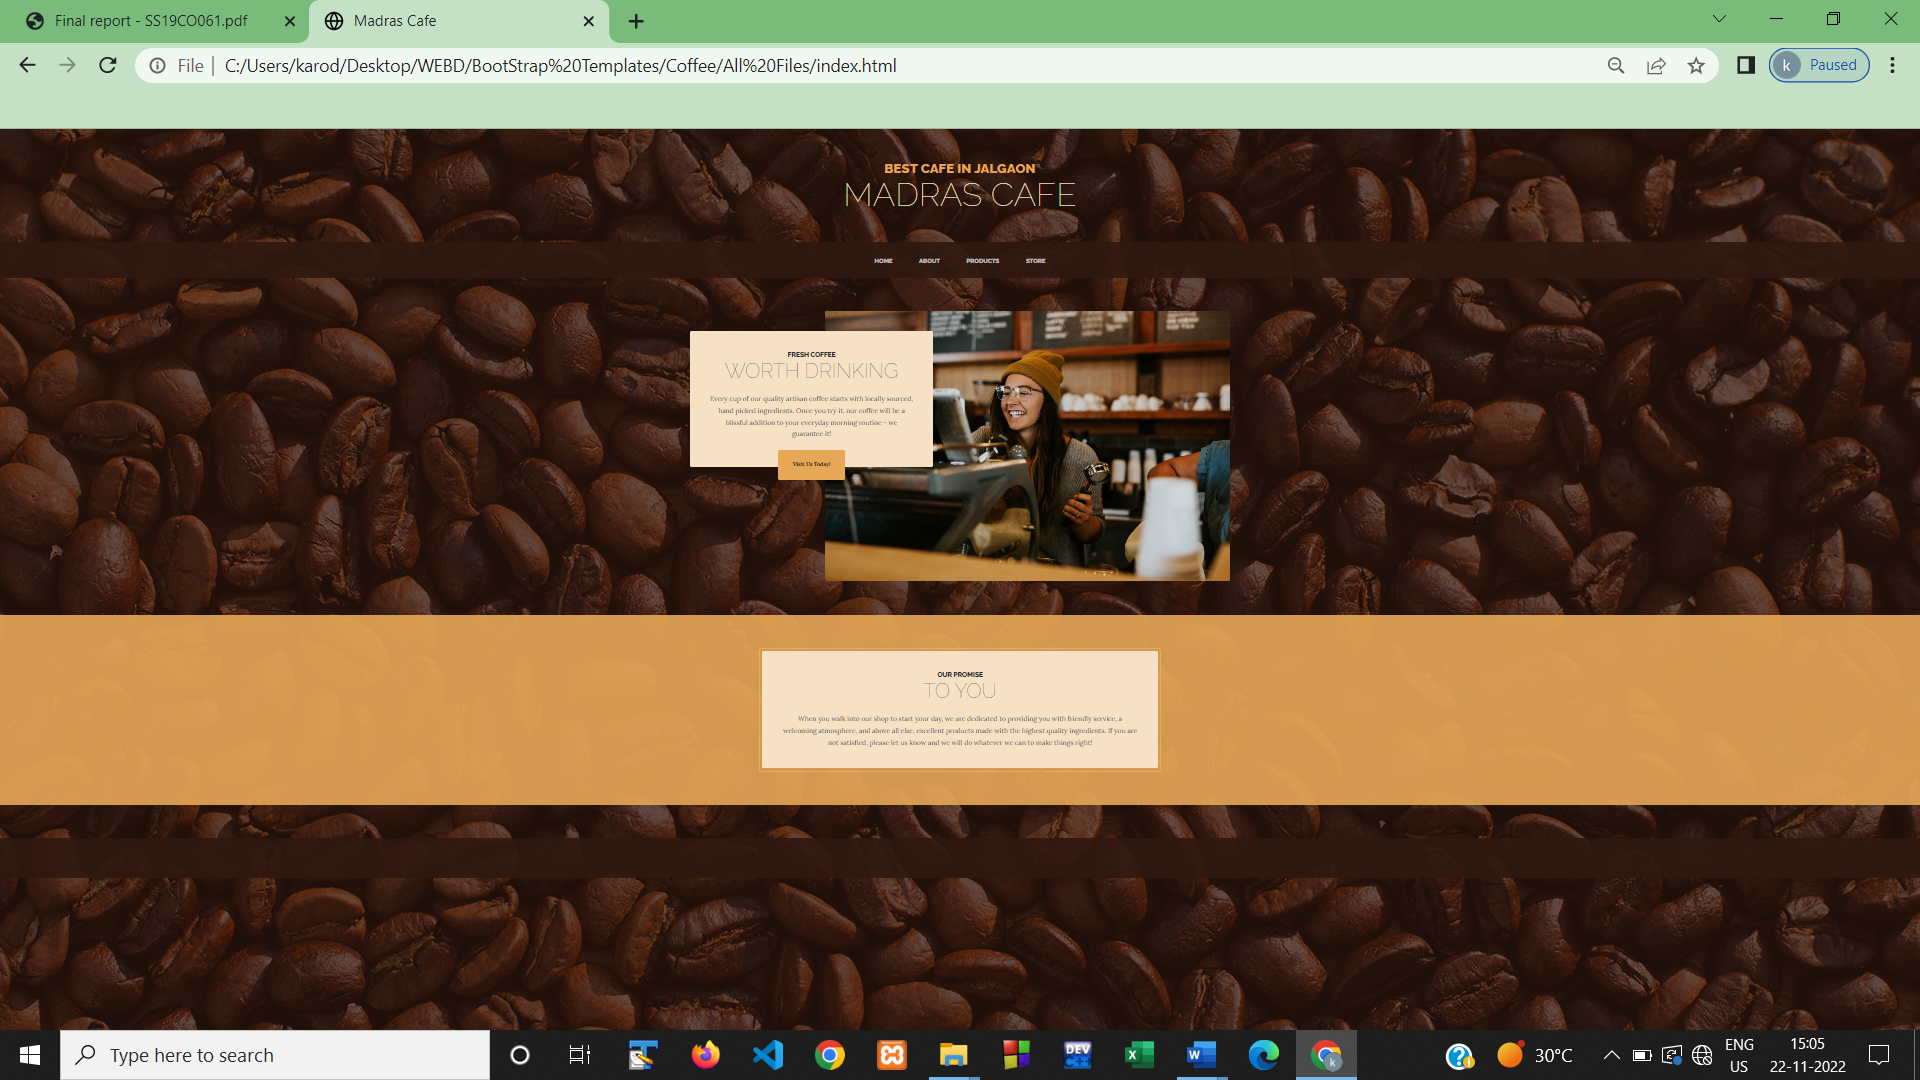 Final report - SS19CO061.pdf
Madras Cafe
File
C:/Users/karod/Desktop/WEBD/BootStrap%20Templates/Coffee/All%20Files/index.html
k
Paused
BEST CAFE IN JALGAON
MADRAS CAFE
HOME ABOUT PRODUCTS STORE
FRESH COFFEE
WORTH DRINKING
Every cup of our quality artisan coffee starts with locally sourced,
hand picked ingredients. Once you try it, our coffee will be a
blissful addition to your everyday morning routine - we
guarantee it!
Visit Us Today!
OUR PROMISE
TO YOU
When you walk into our shop to start your day, we are dedicated to providing you with friendly service, a
welcoming atmosphere, and above all else, excellent products made with the highest quality ingredients. If you are
not satisfied, please let us know and we will do whatever we can to make things right!
Type here to search
DEV
C++
30°C
ENG
US
15:05
22-11-2022